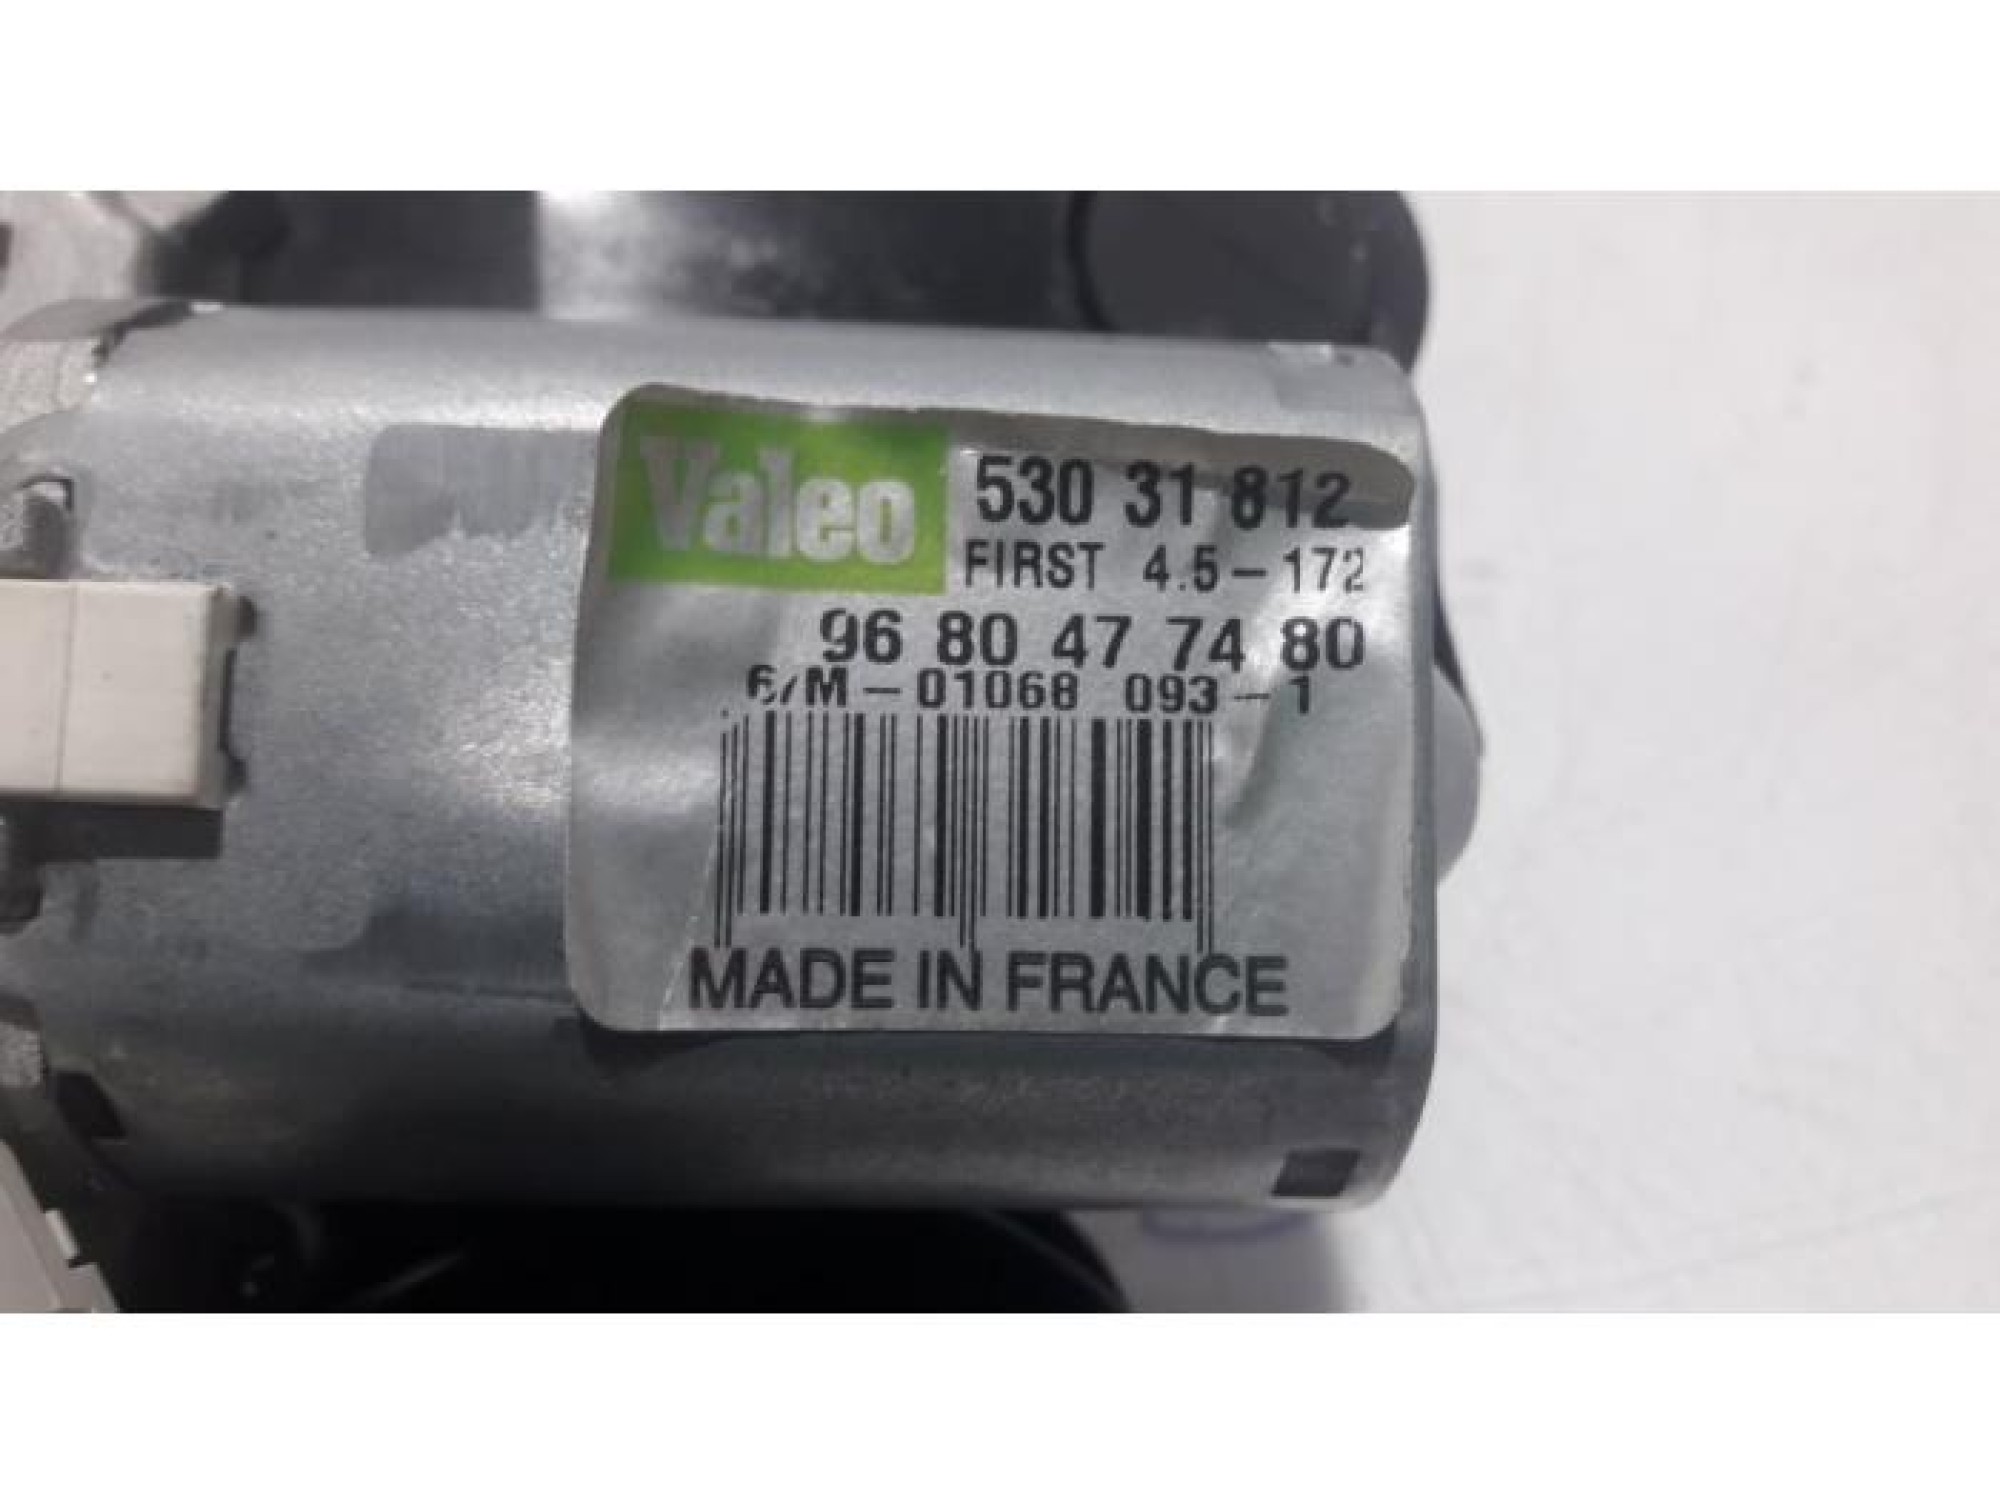 Valeo
530 31 812
FIRST 4.5-172
96 80 47 74 80
67M-01068 093-1
MADE IN FRANCE